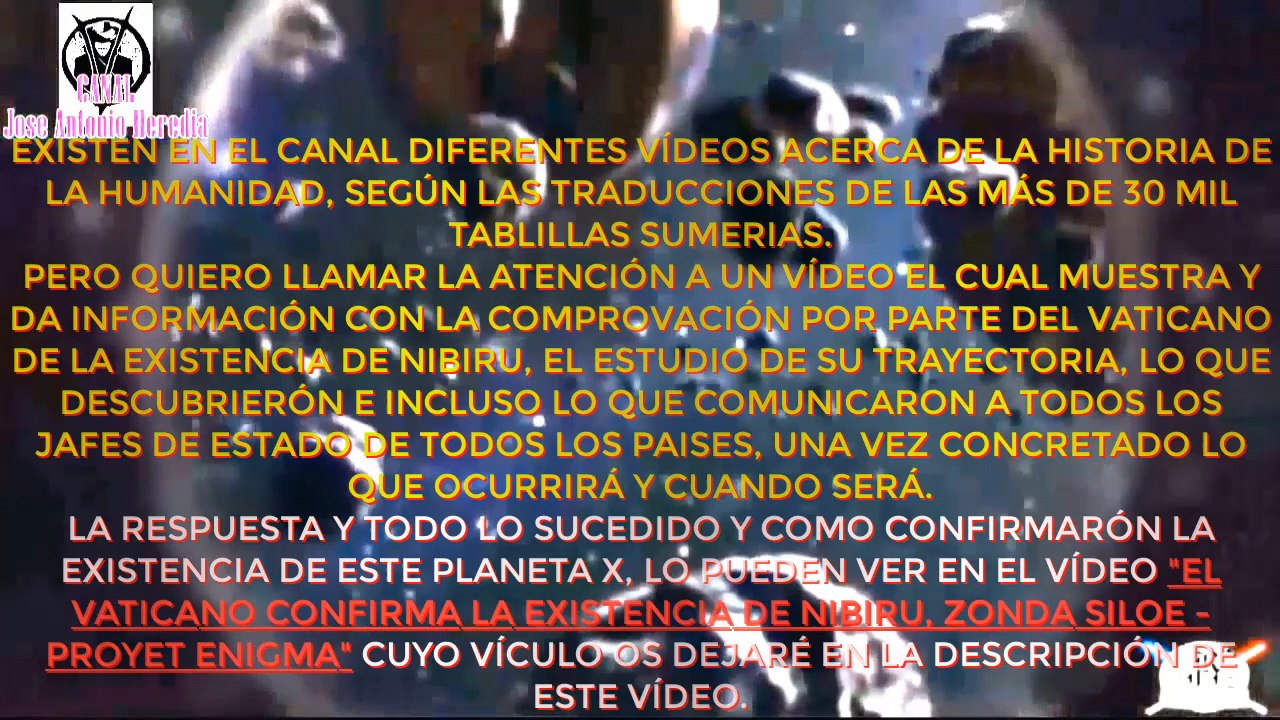 CANAL
Jose Antonio Heredia
EXISTEN EN EL CANAL DIFERENTES VÍDEOS ACERCA DE LA HISTORIA DE
LA HUMANIDAD, SEGÚN LAS TRADUCCIONES DE LAS MÁS DE 30 MIL
TABLILLAS SUMERIAS.
PERO QUIERO LLAMAR LA ATENCIÓN A UN VÍDEO EL CUAL MUESTRA Y
DA INFORMACIÓN CON LA COMPROVACIÓN POR PARTE DEL VATICANO
DE LA EXISTENCIA DE NIBIRU, EL ESTUDIO DE SU TRAYECTORIA, LO QUE
DESCUBRIERÓN E INCLUSO LO QUE COMUNICARON A TODOS LOS
JAFES DE ESTADO DE TODOS LOS PAISES, UNA VEZ CONCRETADO LO
QUE OCURRIRÁ Y CUANDO SERÁ.
LA RESPUESTA Y TODO LO SUCEDIDO Y COMO CONFIRMARÓN LA
EXISTENCIA DE ESTE PLANETA X, LO PUEDEN VER EN EL VÍDEO "EL
VATICANO CONFIRMA LA EXISTENCIA DE NIBIRU, ZONDA SILOE -
PROYET ENIGMA" CUYO VÍCULO OS DEJARÉ EN LA DESCRIPCIÓN DE
ESTE VÍDEO.